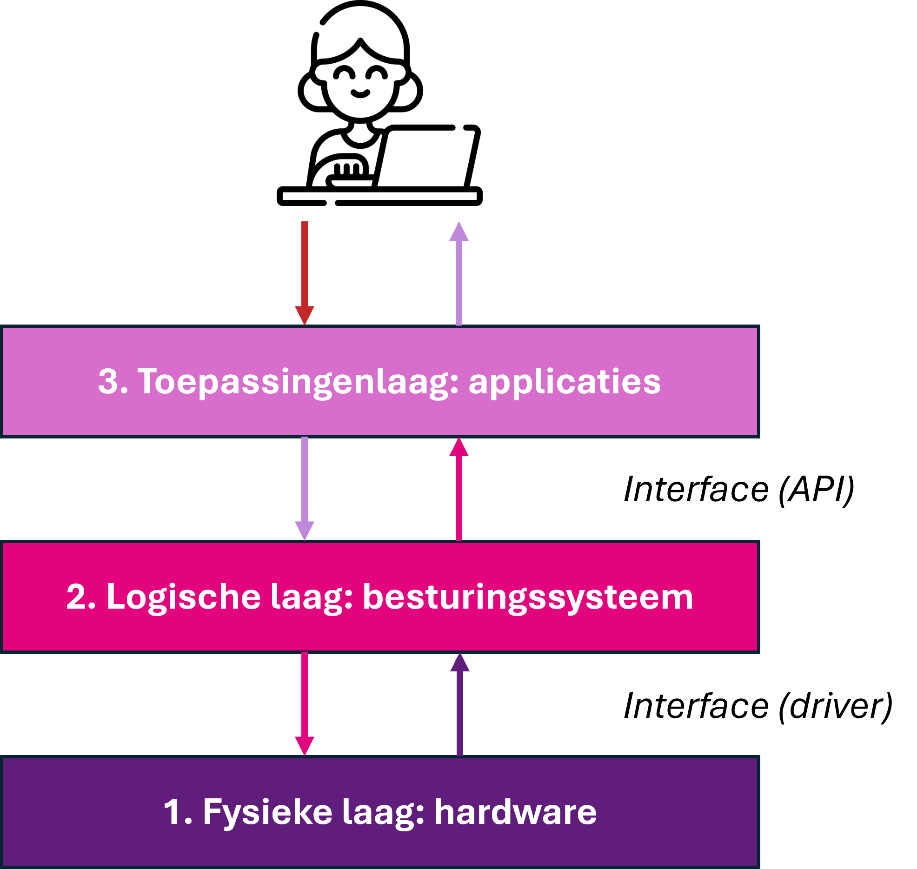 3. Toepassingenlaag: applicaties
Interface (API)
2. Logische laag: besturingssysteem
Interface (driver)
1. Fysieke laag: hardware